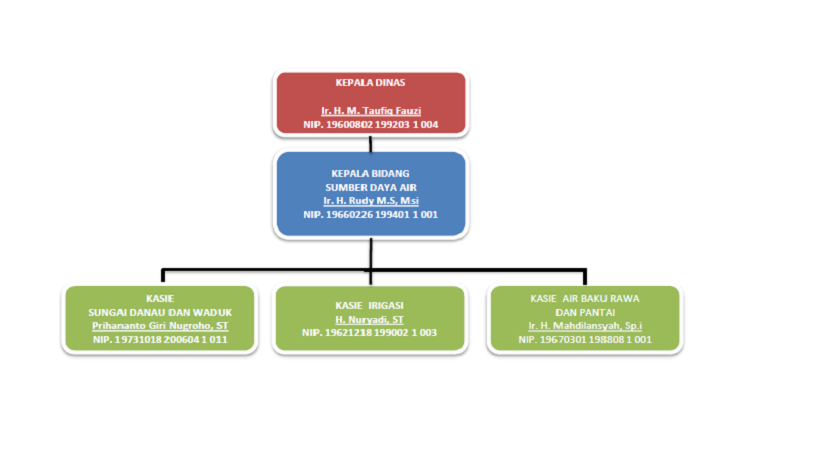 KEPALA DINAS
Ir. H. M. Taufiq Fauzi
NIP. 19600802 199203 1 004
KEPALA BIDANG
SUMBER DAYA AIR
Ir. H. Rudy M.S, Msi
NIP. 19660226 199401 1 001
KASIE
SUNGAI DANAU DAN WADUK
Prihananto Giri Nugroho, ST
NIP. 19731018 200604 1 011
KASIE IRIGASI
H. Nuryadi, ST
NIP. 19621218 199002 1 003
KASIE AIR BAKU RAWA
DAN PANTAI
Ir. H. Mahdilansyah, Sp.i
NIP. 19670301 198808 1 001